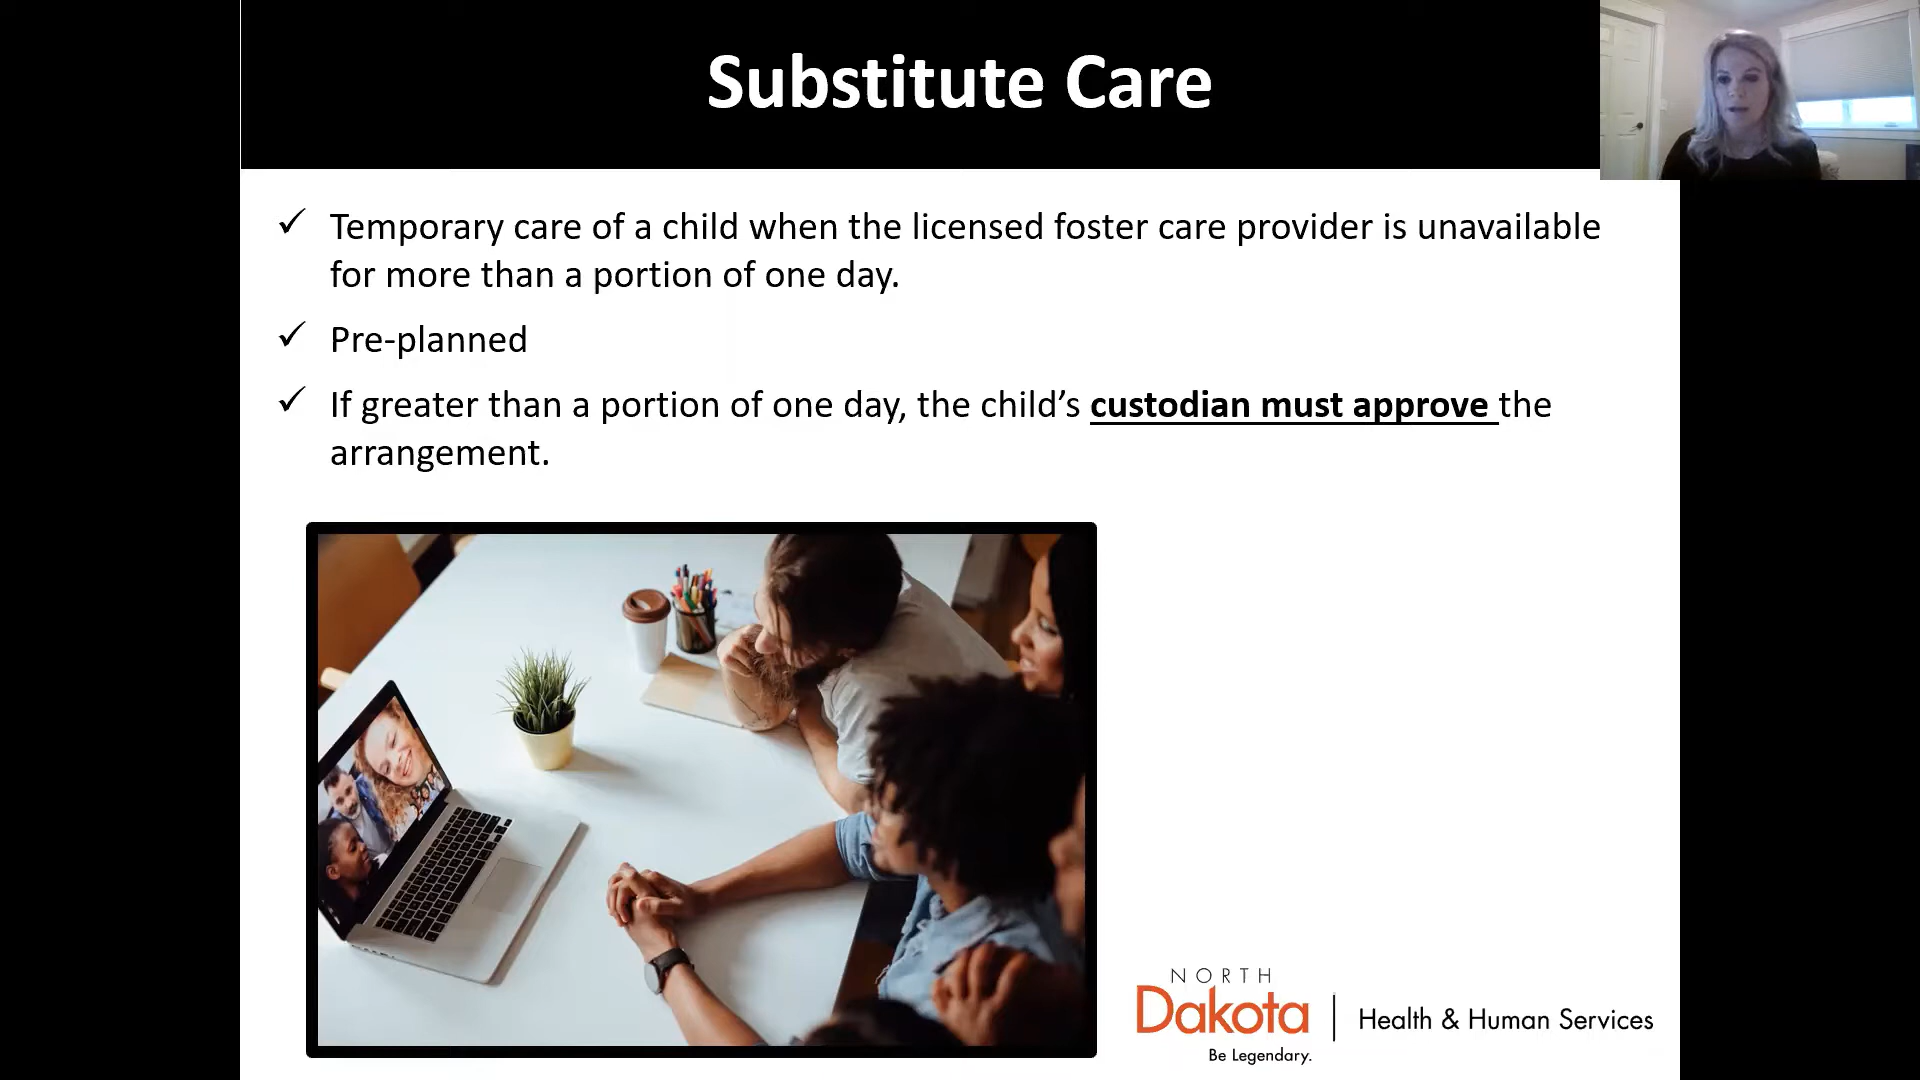 Substitute Care
✓ Temporary care of a child when the licensed foster care provider is unavailable
for more than a portion of one day.
✓ Pre-planned
✓ If greater than a portion of one day, the child’s custodian must approve the
arrangement.
NORTH
Dakota
Be Legendary.
Health & Human Services